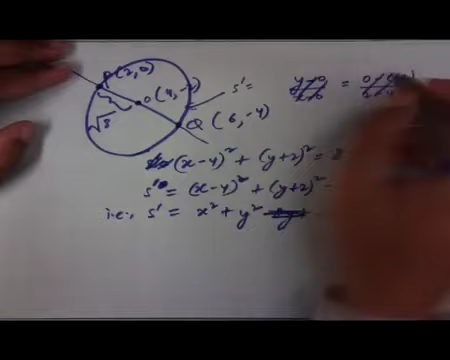 P(2,0)
O(4,-2)
√8
S' =
Q(6,-4)
(x-4)² + (y+2)² = 8
S' = (x-4)² + (y+2)² -
i.e., S' = x² + y²